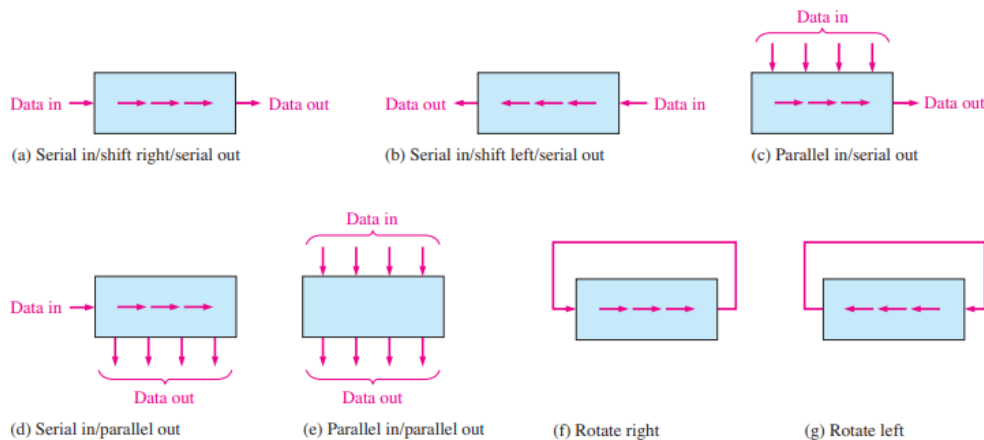 Data in
Data in
Data out
Data out
Data in
Data out
(a) Serial in/shift right/serial out
(b) Serial in/shift left/serial out
(c) Parallel in/serial out
Data in
Data in
Data out
Data out
(d) Serial in/parallel out
(e) Parallel in/parallel out
(f) Rotate right
(g) Rotate left